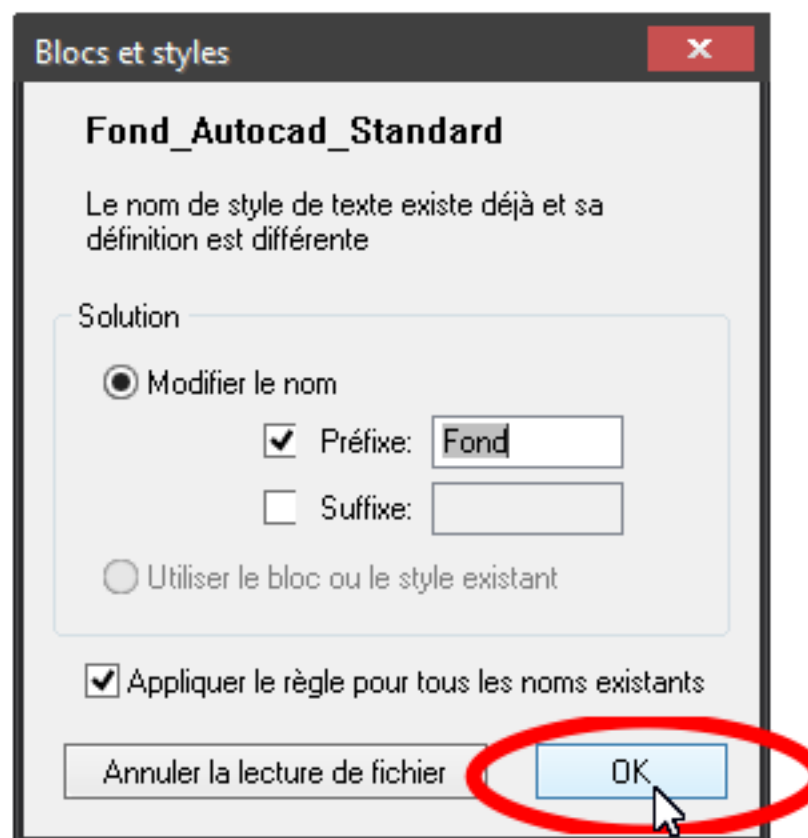 Blocs et styles
Fond_Autocad_Standard
Le nom de style de texte existe déjà et sa
définition est différente
Solution
Modifier le nom
Préfixe: Fond
Suffixe:
Utiliser le bloc ou le style existant
Appliquer le règle pour tous les noms existants
Annuler la lecture de fichier OK